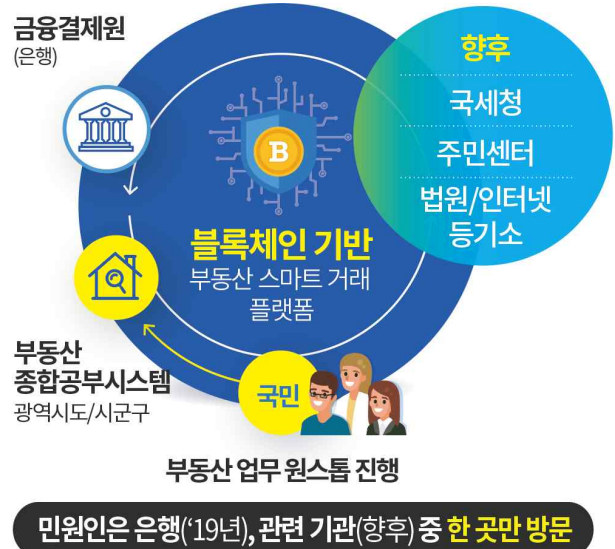 금융결제원
(은행)
향후
국세청
주민센터
법원/인터넷
등기소
B
블록체인 기반
부동산 스마트 거래
플랫폼
부동산
종합공부시스템
광역시도/시군구
국민
부동산 업무 원스톱 진행
민원인은 은행(‘19년), 관련 기관(향후) 중 한 곳만 방문